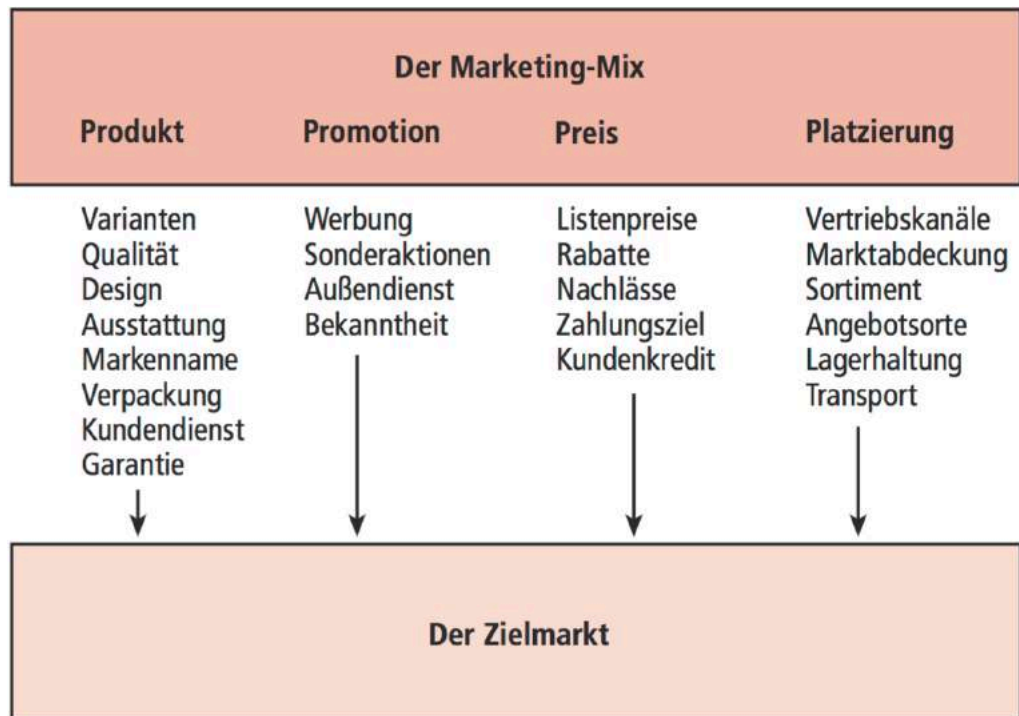 Der Marketing-Mix
Produkt Promotion Preis Platzierung
Varianten
Qualität
Design
Ausstattung
Markenname
Verpackung
Kundendienst
Garantie
Werbung
Sonderaktionen
Außendienst
Bekanntheit
Listenpreise
Rabatte
Nachlässe
Zahlungsziel
Kundenkredit
Vertriebskanäle
Marktabdeckung
Sortiment
Angebotsorte
Lagerhaltung
Transport
Der Zielmarkt